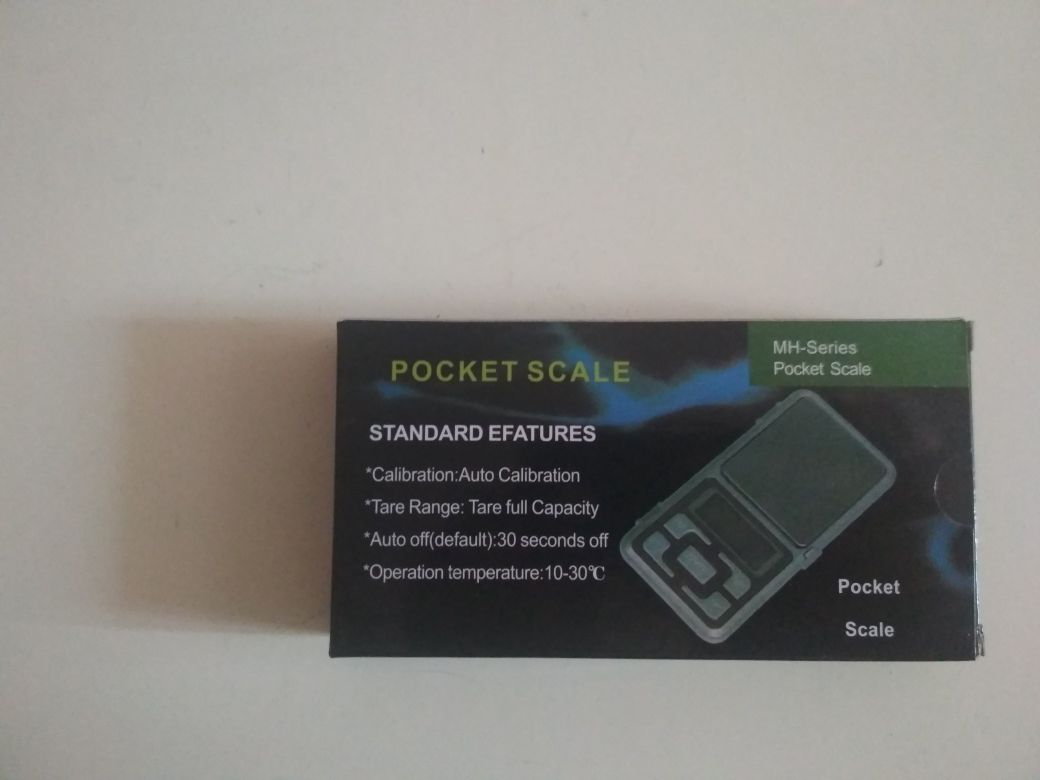 POCKET SCALE
MH-Series
Pocket Scale
STANDARD EFATURES
*Calibration:Auto Calibration
*Tare Range: Tare full Capacity
*Auto off(default):30 seconds off
*Operation temperature:10-30℃
Pocket
Scale